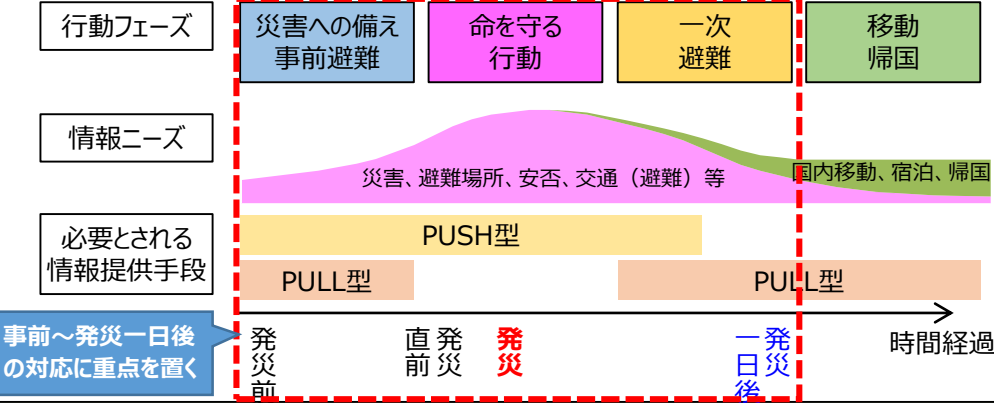 行動フェーズ
災害への備え
事前避難
命を守る
行動
一次
避難
移動
帰国
情報ニーズ
災害、避難場所、安否、交通（避難）等
国内移動、宿泊、帰国
必要とされる
情報提供手段
PUSH型
PULL型
PULL型
事前～発災一日後
の対応に重点を置く
発災前
発災
直前
発災
発災
一日後
時間経過